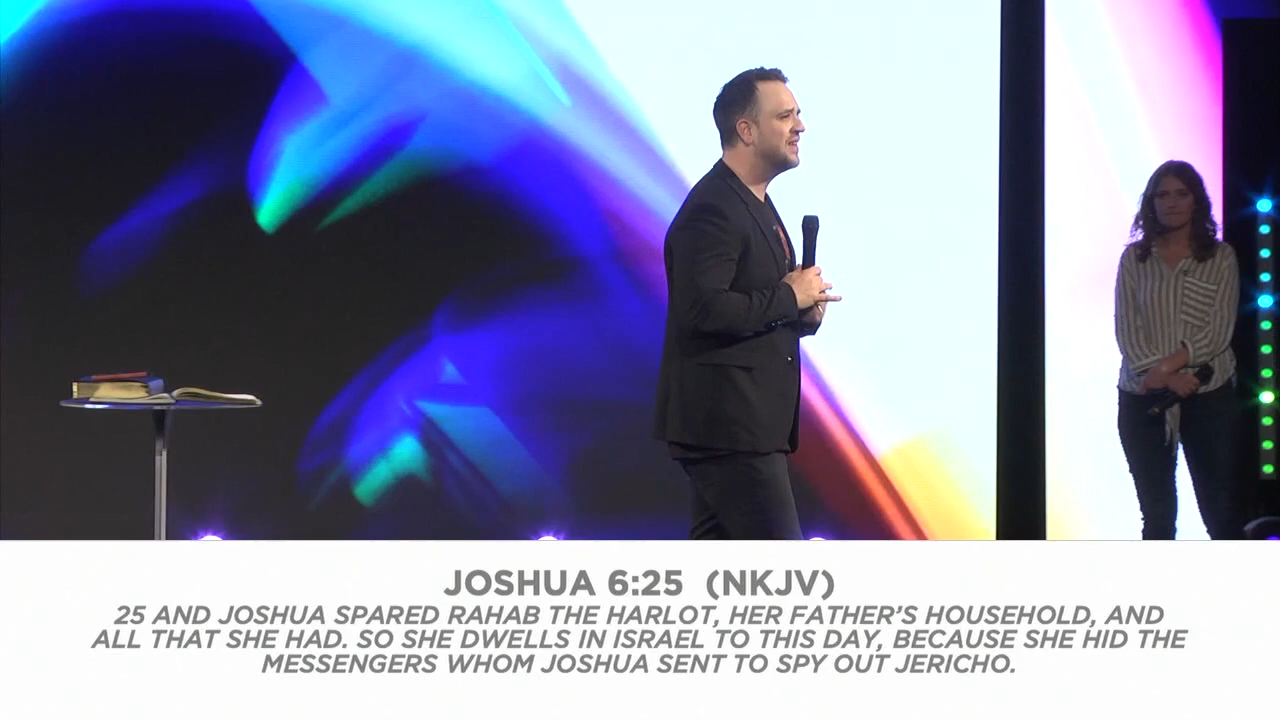 JOSHUA 6:25 (NKJV)
25 AND JOSHUA SPARED RAHAB THE HARLOT, HER FATHER’S HOUSEHOLD, AND
ALL THAT SHE HAD. SO SHE DWELLS IN ISRAEL TO THIS DAY, BECAUSE SHE HID THE
MESSENGERS WHOM JOSHUA SENT TO SPY OUT JERICHO.